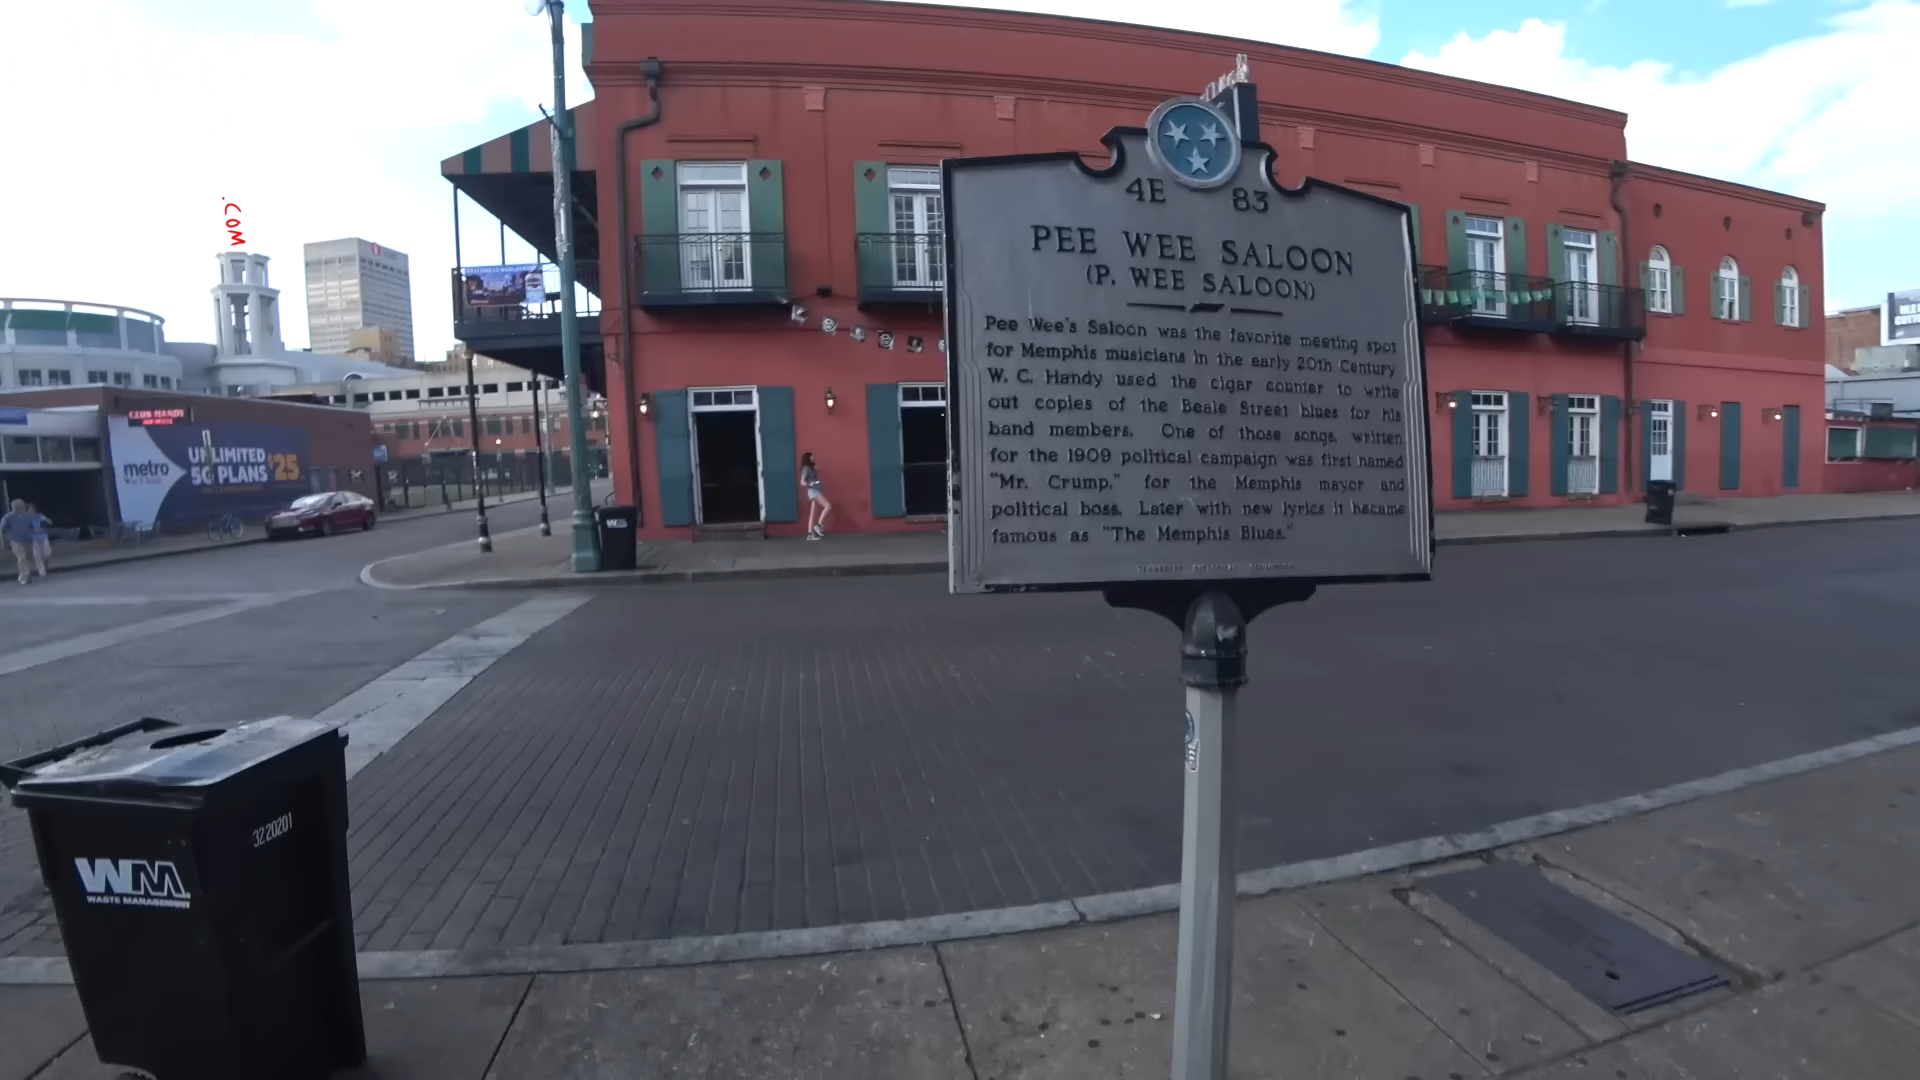 4E 83
PEE WEE SALOON
(P. WEE SALOON)
Pee Wee's Saloon was the favorite meeting spot
for Memphis musicians in the early 20th Century
W. C. Handy used the cigar counter to write
out copies of the Beale Street blues for his
band members. One of those songs, written
for the 1909 political campaign was first named
"Mr. Crump," for the Memphis mayor and
political boss. Later with new lyrics it became
famous as "The Memphis Blues."
metro
UNLIMITED
5G PLANS $25
CLUB HANDY
WM
WM
WASTE MANAGEMENT
3220201